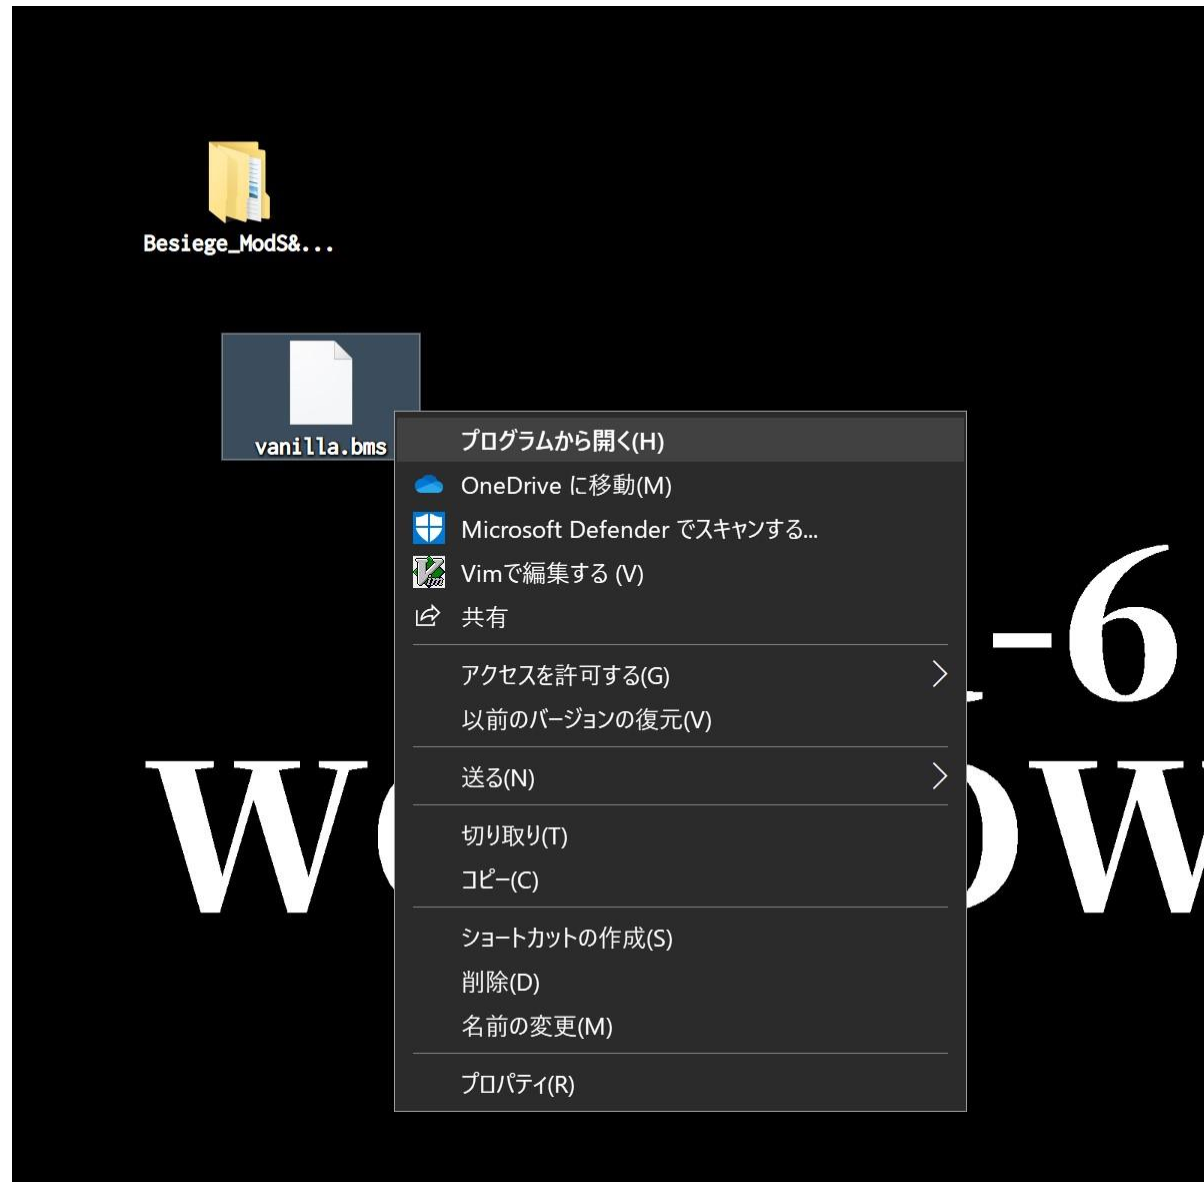 Besiege_ModS&...
vanilla.bms
プログラムから開く(H)
OneDrive に移動(M)
Microsoft Defender でスキャンする...
Vimで編集する (V)
共有
アクセスを許可する(G)
以前のバージョンの復元(V)
送る(N)
切り取り(T)
コピー(C)
ショートカットの作成(S)
削除(D)
名前の変更(M)
プロパティ(R)
-6